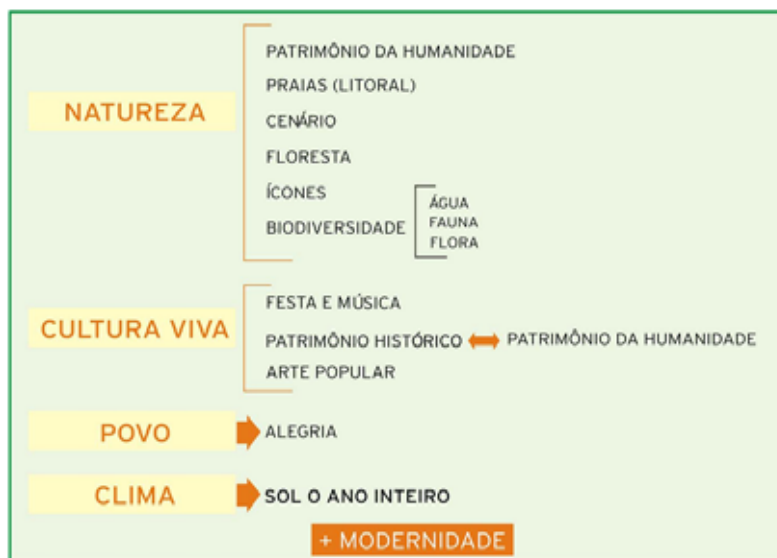 NATUREZA
PATRIMÔNIO DA HUMANIDADE
PRAIAS (LITORAL)
CENÁRIO
FLORESTA
ÍCONES
BIODIVERSIDADE
ÁGUA
FAUNA
FLORA
CULTURA VIVA
FESTA E MÚSICA
PATRIMÔNIO HISTÓRICO PATRIMÔNIO DA HUMANIDADE
ARTE POPULAR
POVO ALEGRIA
CLIMA SOL O ANO INTEIRO
+ MODERNIDADE